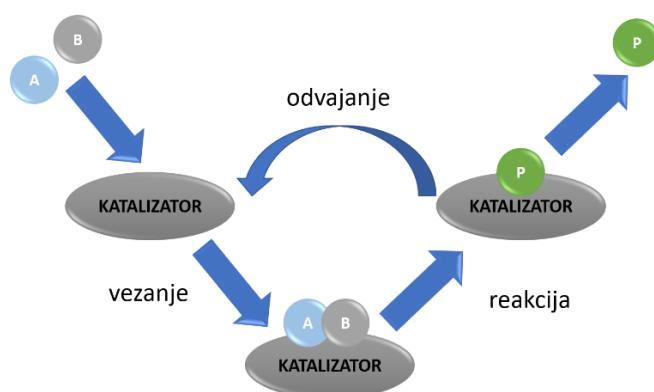 B
P
A
odvajanje
P
KATALIZATOR
KATALIZATOR
vezanje
reakcija
A
B
KATALIZATOR